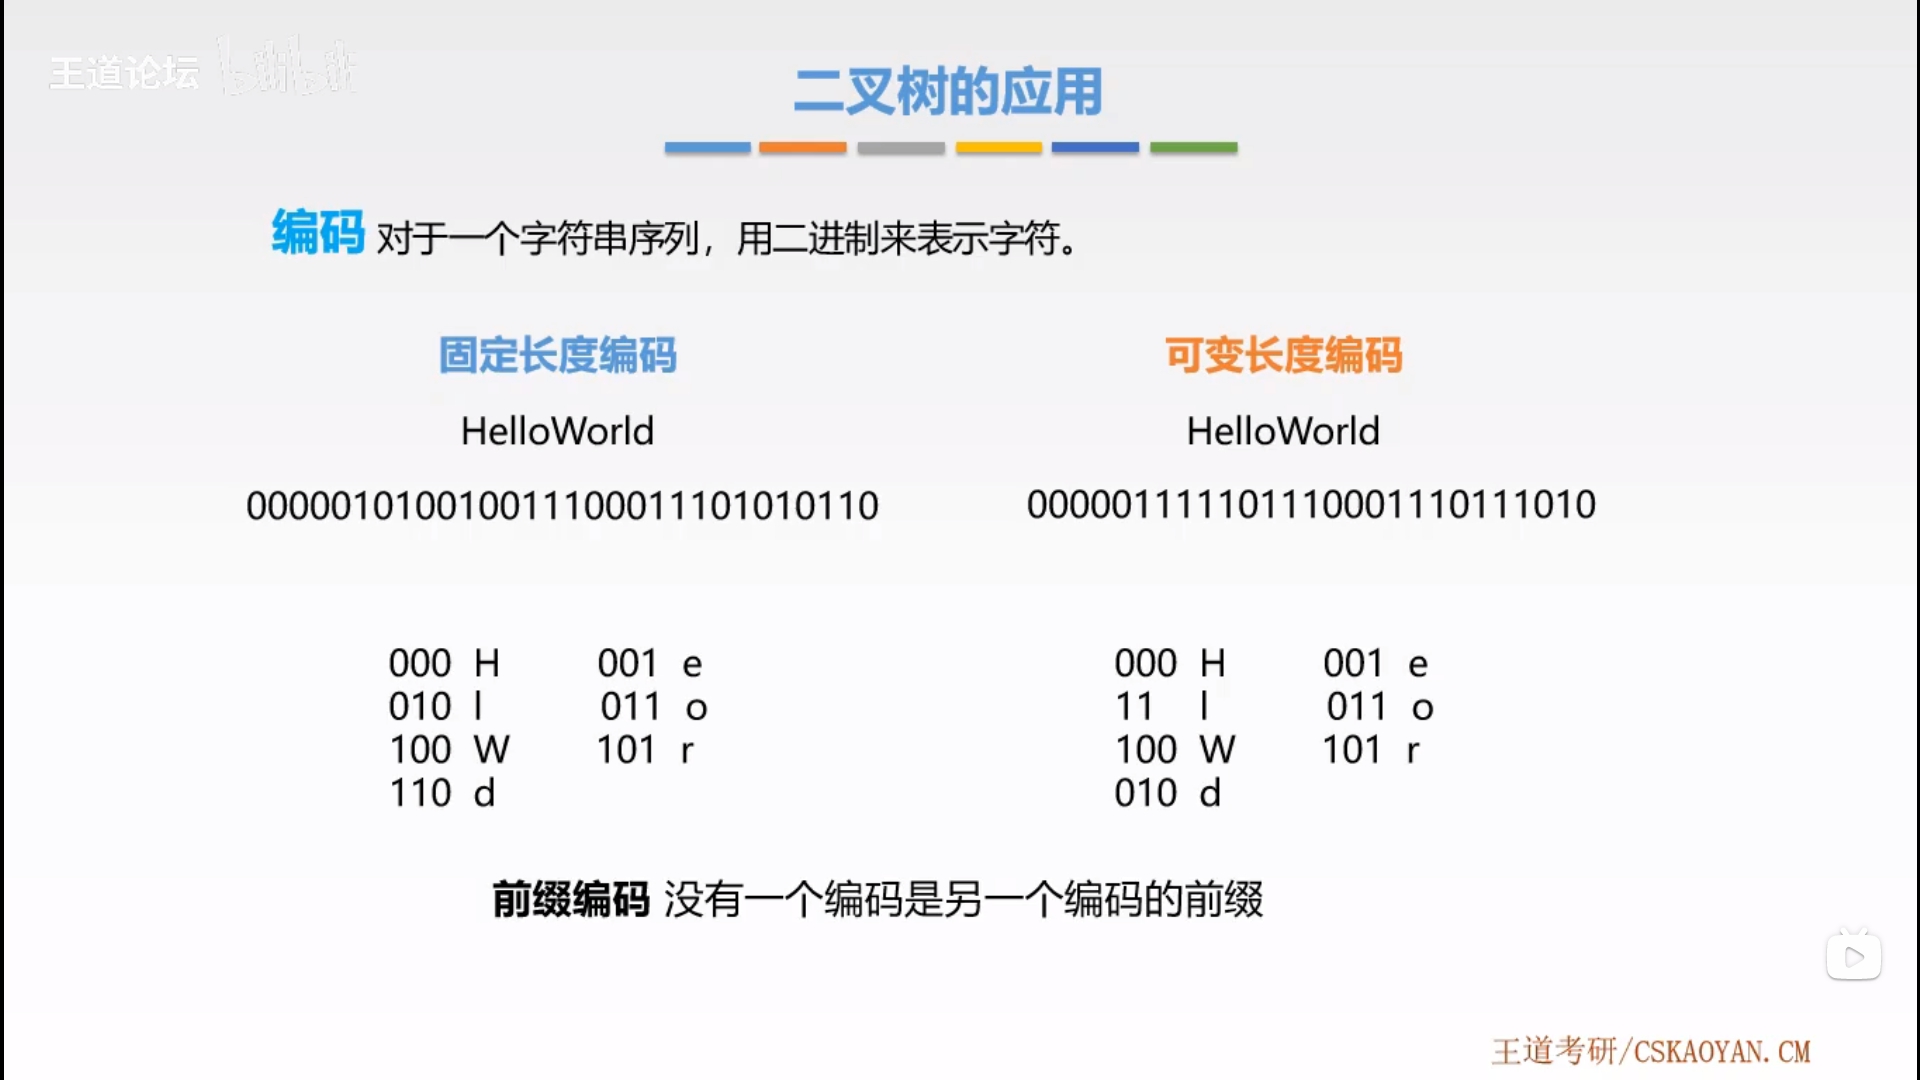 王道论坛 bilibili
二叉树的应用
编码 对于一个字符串序列，用二进制来表示字符。
固定长度编码
HelloWorld
000001010010011100011101010110
000 H 001 e
010 l 011 o
100 W 101 r
110 d
可变长度编码
HelloWorld
000001111101110001110111010
000 H 001 e
11 l 011 o
100 W 101 r
010 d
前缀编码 没有一个编码是另一个编码的前缀
王道考研/CSKAOYAN.CM